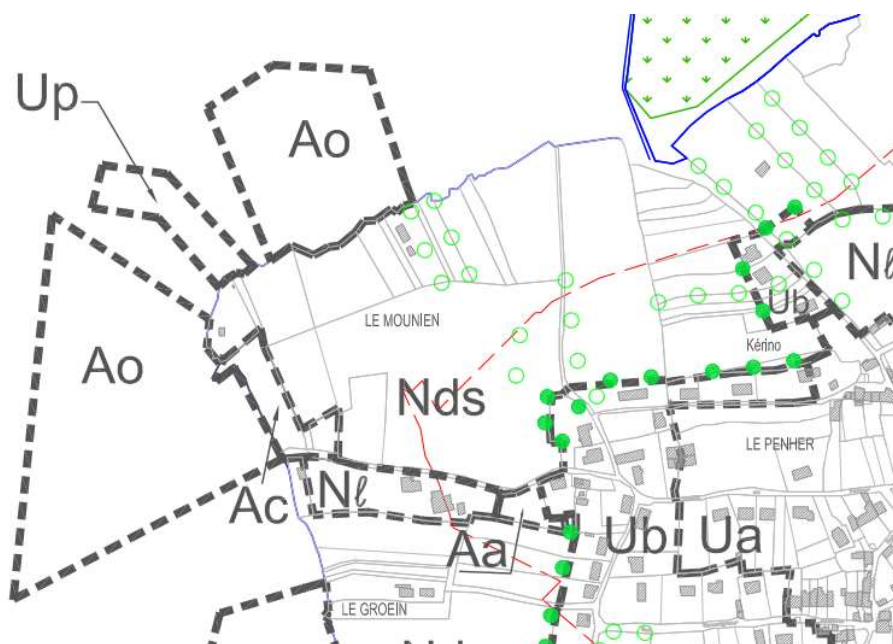 Up
Ao
Nℓ
Ub
LE MOUNIEN
Kérino
Ao
Nds
LE PENHER
Nℓ
Ac
Aa
Ub
Ua
LE GROEIN